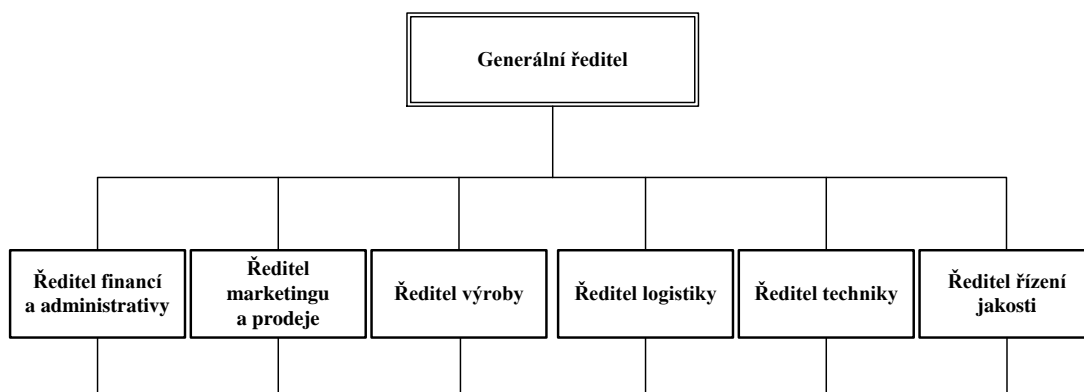 Generální ředitel
Ředitel financí
a administrativy
Ředitel
marketingu
a prodeje
Ředitel výroby
Ředitel logistiky
Ředitel techniky
Ředitel řízení
jakosti